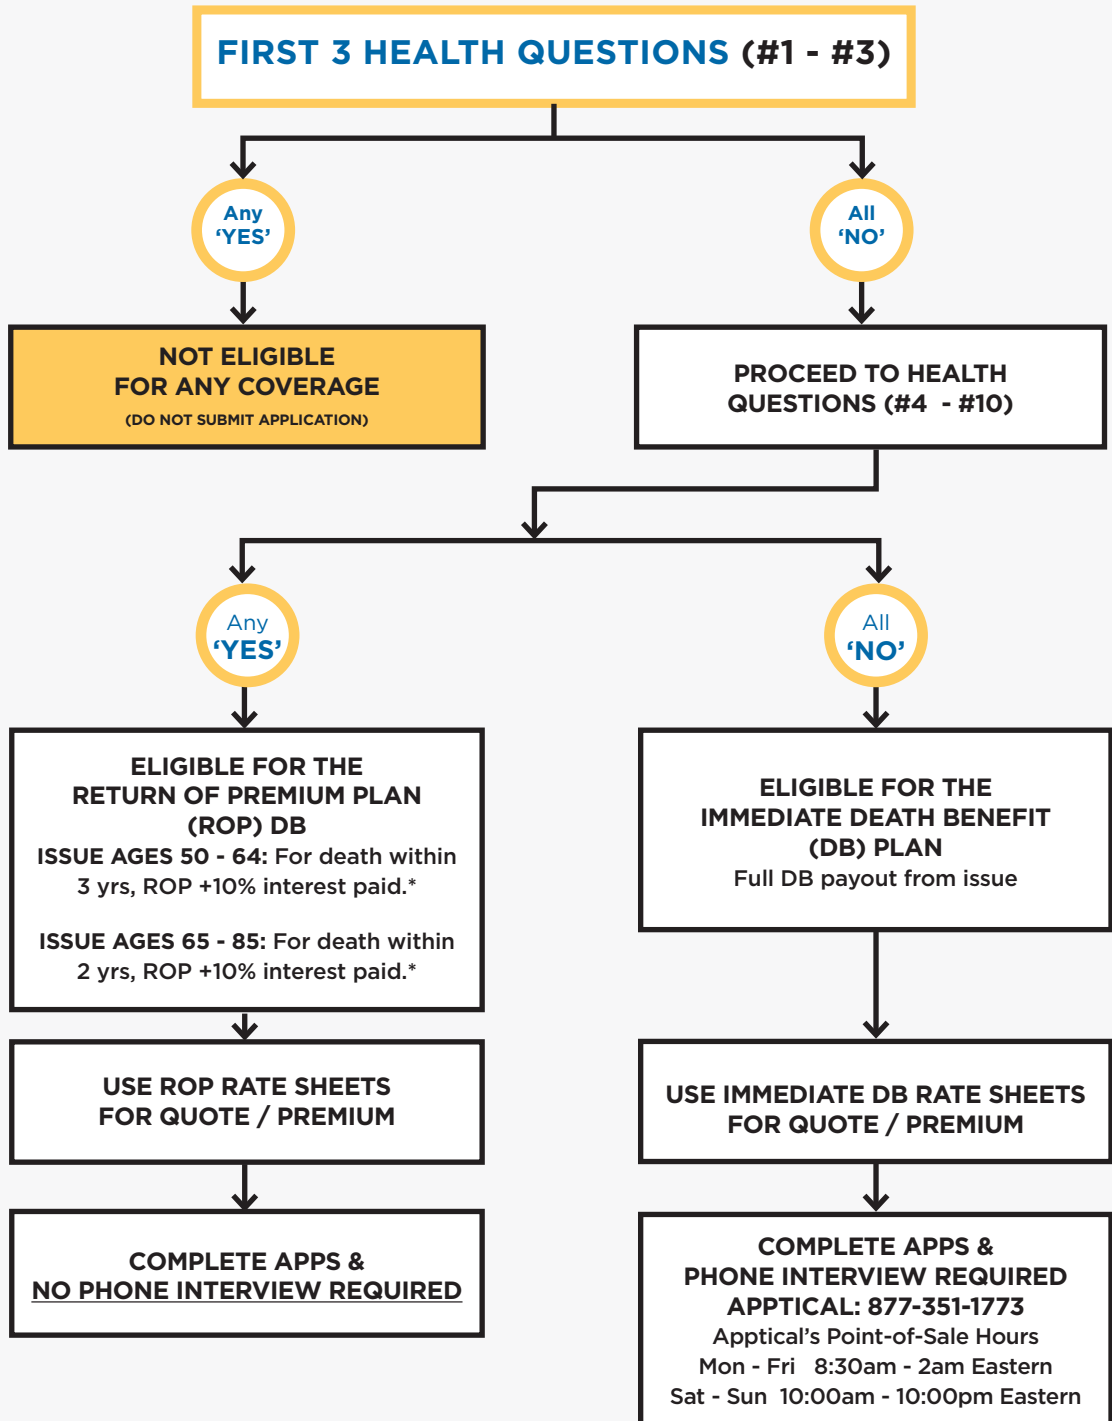 FIRST 3 HEALTH QUESTIONS (#1 - #3)
Any
‘YES’
All
‘NO’
NOT ELIGIBLE
FOR ANY COVERAGE
(DO NOT SUBMIT APPLICATION)
PROCEED TO HEALTH
QUESTIONS (#4 - #10)
Any
‘YES’
All
‘NO’
ELIGIBLE FOR THE
RETURN OF PREMIUM PLAN
(ROP) DB
ISSUE AGES 50 - 64: For death within
3 yrs, ROP +10% interest paid.*
ISSUE AGES 65 - 85: For death within
2 yrs, ROP +10% interest paid.*
ELIGIBLE FOR THE
IMMEDIATE DEATH BENEFIT
(DB) PLAN
Full DB payout from issue
USE ROP RATE SHEETS
FOR QUOTE / PREMIUM
USE IMMEDIATE DB RATE SHEETS
FOR QUOTE / PREMIUM
COMPLETE APPS &
NO PHONE INTERVIEW REQUIRED
COMPLETE APPS &
PHONE INTERVIEW REQUIRED
APPTICAL: 877-351-1773
Apptical’s Point-of-Sale Hours
Mon - Fri 8:30am - 2am Eastern
Sat - Sun 10:00am - 10:00pm Eastern